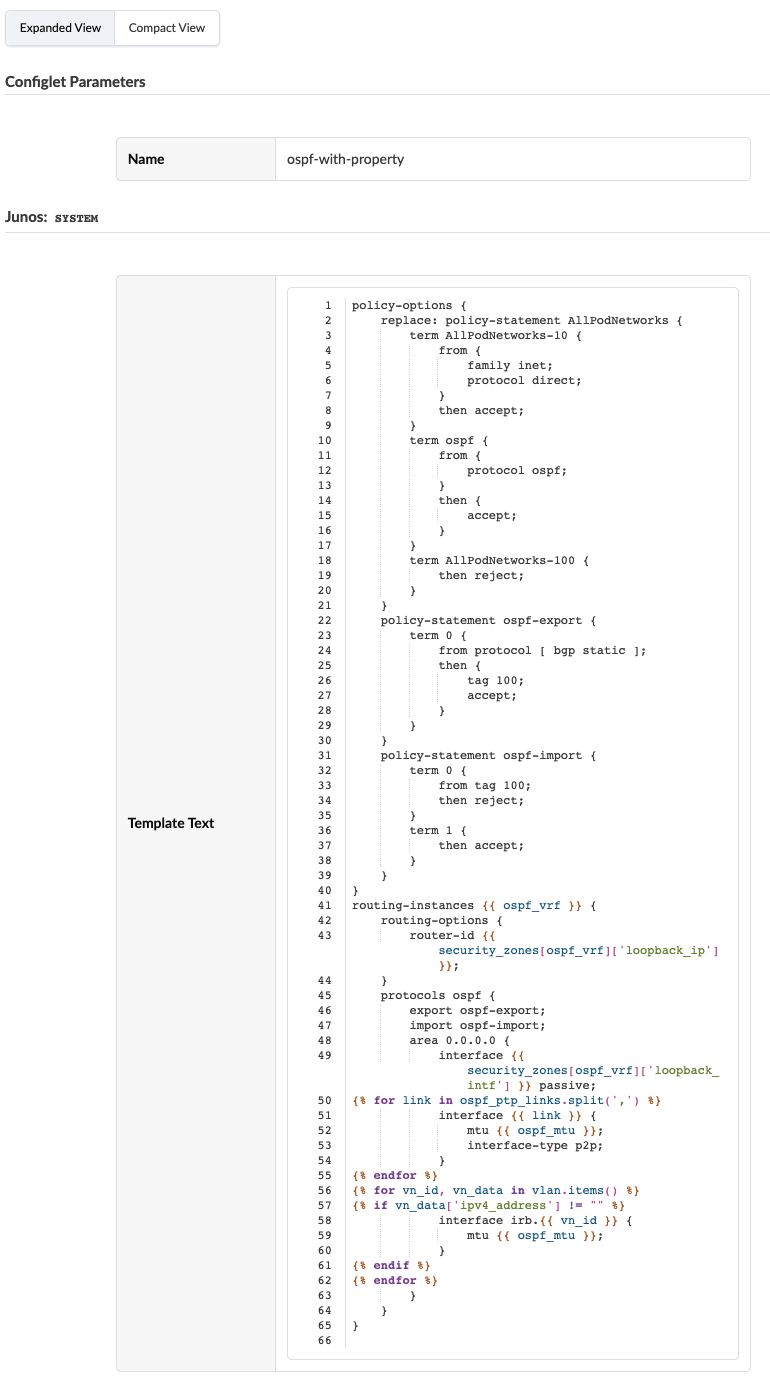 Expanded View
Compact View
Configlet Parameters
Name
ospf-with-property
Junos: SYSTEM
Template Text
1 policy-options {
2     replace: policy-statement AllPodNetworks {
3         term AllPodNetworks-10 {
4             from {
5                 family inet;
6                 protocol direct;
7             }
8             then accept;
9         }
10         term ospf {
11             from {
12                 protocol ospf;
13             }
14             then {
15                 accept;
16             }
17         }
18         term AllPodNetworks-100 {
19             then reject;
20         }
21     }
22     policy-statement ospf-export {
23         term 0 {
24             from protocol [ bgp static ];
25             then {
26                 tag 100;
27                 accept;
28             }
29         }
30     }
31     policy-statement ospf-import {
32         term 0 {
33             from tag 100;
34             then reject;
35         }
36         term 1 {
37             then accept;
38         }
39     }
40 }
41 routing-instances {{ ospf_vrf }} {
42     routing-options {
43         router-id {{
security_zones[ospf_vrf]['loopback_ip']
}};
44     }
45     protocols ospf {
46         export ospf-export;
47         import ospf-import;
48         area 0.0.0.0 {
49             interface {{
security_zones[ospf_vrf]['loopback_
intf'] }} passive;
50 {% for link in ospf_ptp_links.split(',') %}
51             interface {{ link }} {
52                 mtu {{ ospf_mtu }};
53                 interface-type p2p;
54             }
55 {% endfor %}
56 {% for vn_id, vn_data in vlan.items() %}
57 {% if vn_data['ipv4_address'] != "" %}
58             interface irb.{{ vn_id }} {
59                 mtu {{ ospf_mtu }};
60             }
61 {% endif %}
62 {% endfor %}
63         }
64     }
65 }
66